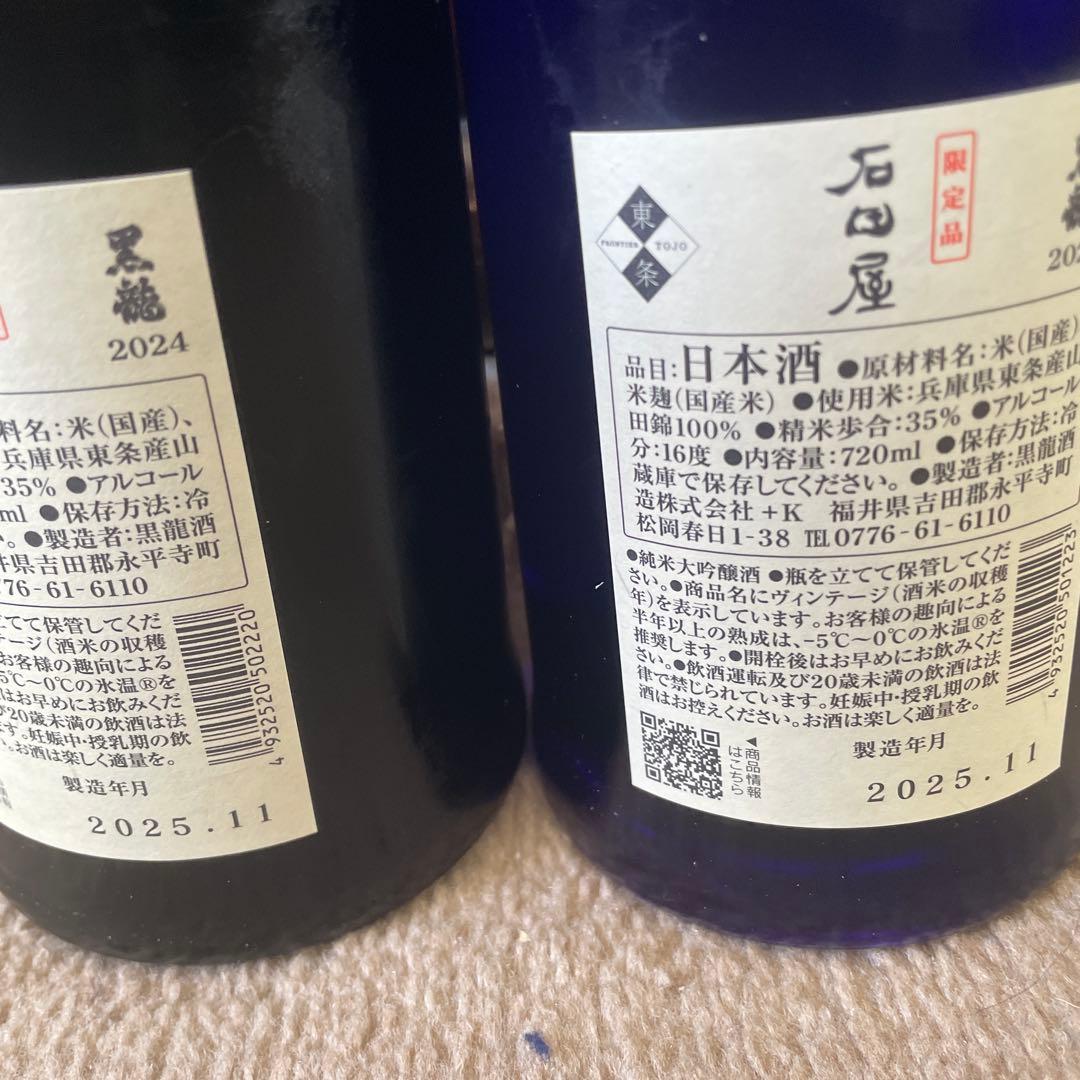 黒龍
2024
料名:米(国産)、
兵庫県東条産山
35% ●アルコール
ml ●保存方法:冷
い。●製造者:黒龍酒
井県吉田郡永平寺町
776-61-6110
立てて保管してくだ
テージ(酒米の収穫
お客様の趣向による
5℃〜0℃の氷温®を
はお早めにお飲みくだ
び20歳未満の飲酒は法
ます。妊娠中・授乳期の飲
い。お酒は楽しく適量を。
4932520502220
製造年月
2025.11
東
FRONTIER TOJO
条
石田屋
限定品
黒龍
202
品目:日本酒 ●原材料名:米(国産)
米麹(国産米) ●使用米:兵庫県東条産山
田錦100% ●精米歩合:35% ●アルコール
分:16度 ●内容量:720ml ●保存方法:冷
蔵庫で保存してください。●製造者:黒龍酒
造株式会社+K 福井県吉田郡永平寺町
松岡春日1-38 TEL0776-61-6110
●純米大吟醸酒 ●瓶を立てて保管してくだ
さい。●商品名にヴィンテージ(酒米の収穫
年)を表示しています。お客様の趣向による
半年以上の熟成は、-5℃〜0℃の氷温®を
推奨します。●開栓後はお早めにお飲みくだ
さい。●飲酒運転及び20歳未満の飲酒は法
律で禁じられています。妊娠中・授乳期の飲
酒はお控えください。お酒は楽しく適量を。
4932520501223
◀商品情報
はこちら
製造年月
2025.11